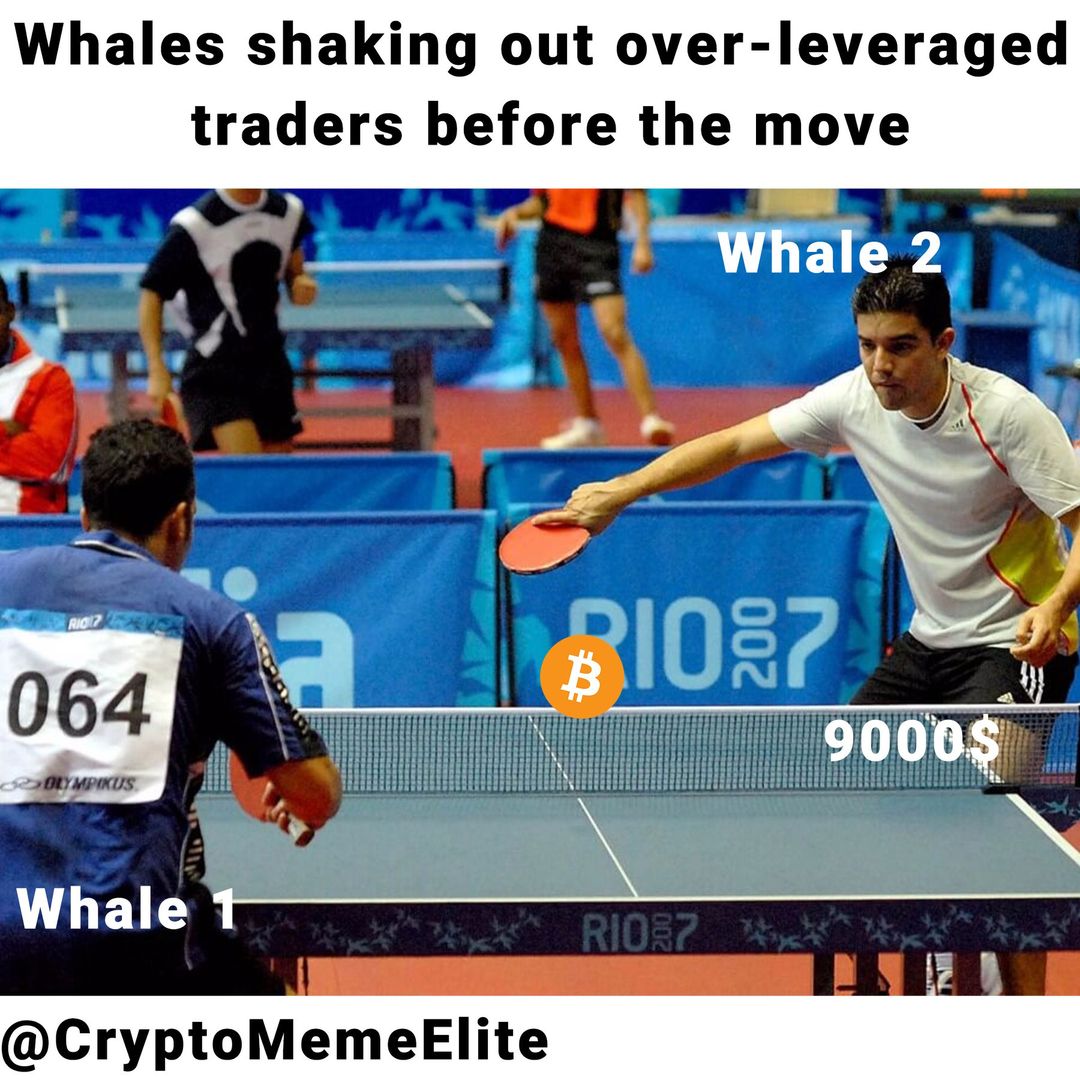 Whales shaking out over-leveraged
traders before the move
Whale 2
RIO 2007
RIO 2007
064
OLYMPIKUS
9000$
Whale 1
RIO 2007
@CryptoMemeElite